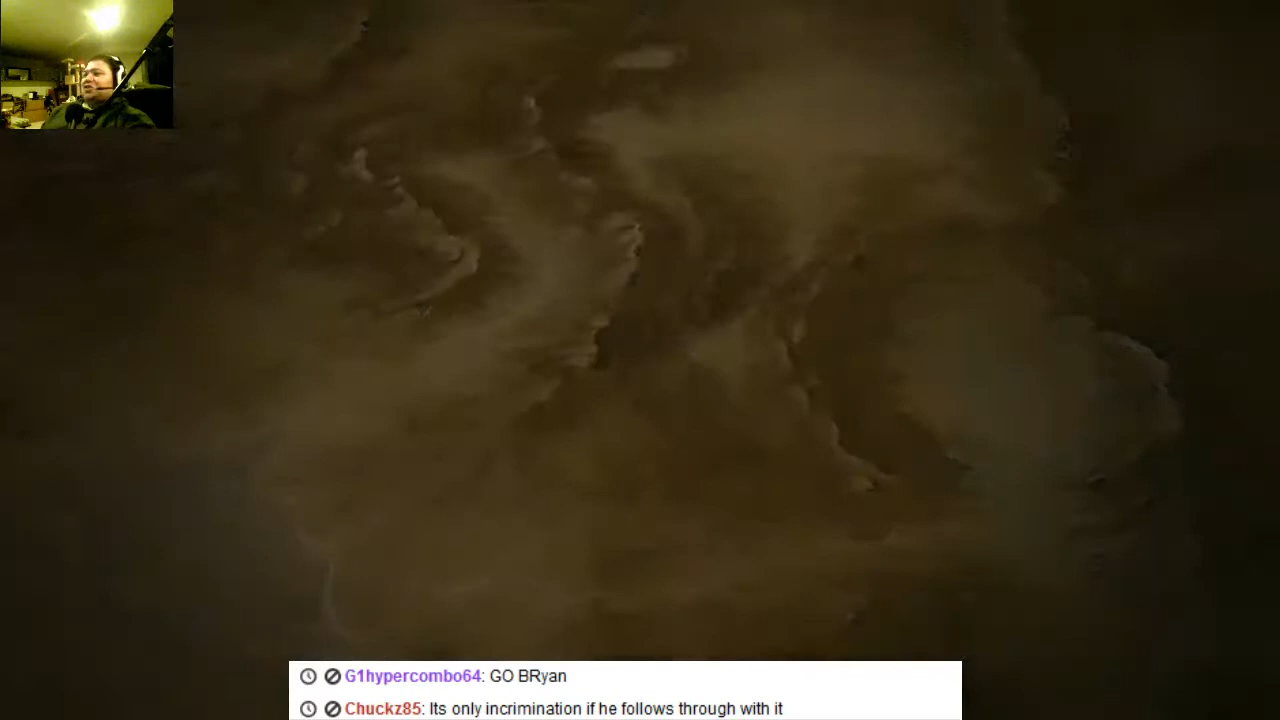 G1hypercombo64: GO BRyan
Chuckz85: Its only incrimination if he follows through with it